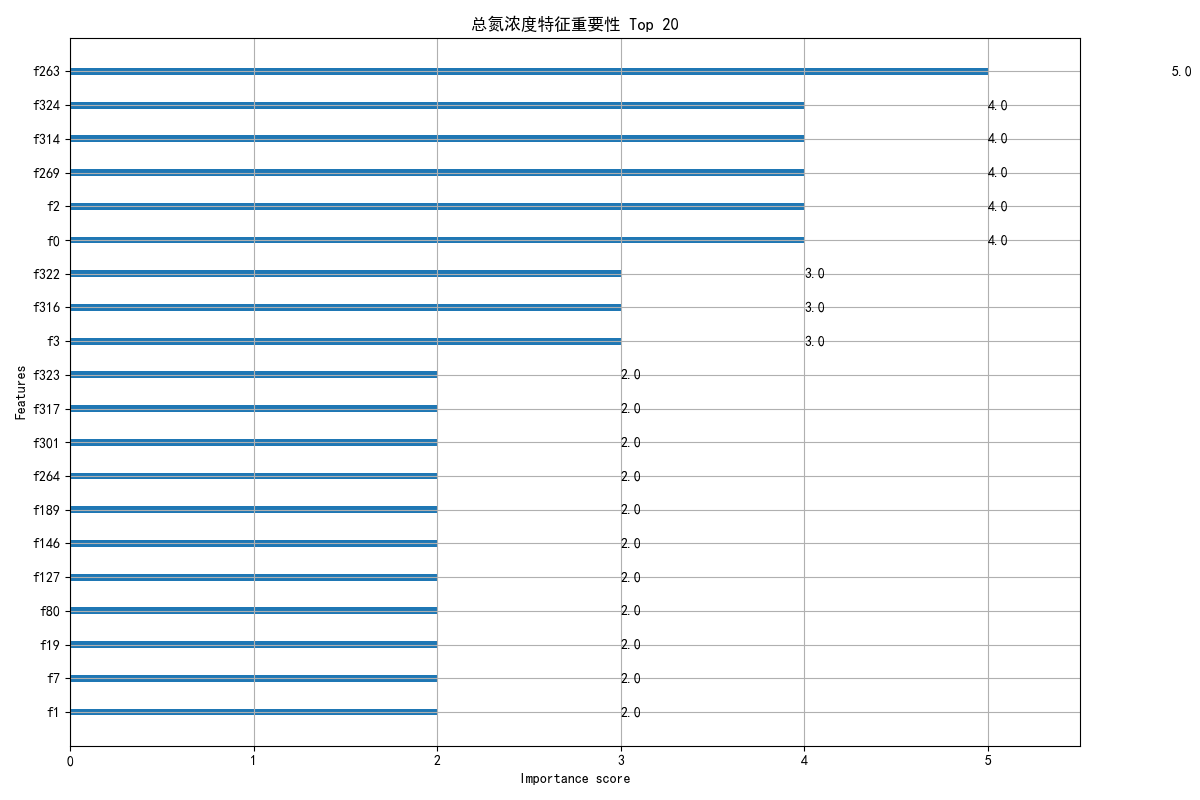 总氮浓度特征重要性 Top 20
f263 5.0
f324 4.0
f314 4.0
f269 4.0
f2 4.0
f0 4.0
f322 3.0
f316 3.0
f3 3.0
f323 2.0
f317 2.0
f301 2.0
f264 2.0
f189 2.0
f146 2.0
f127 2.0
f80 2.0
f19 2.0
f7 2.0
f1 2.0
Features
0 1 2 3 4 5
Importance score